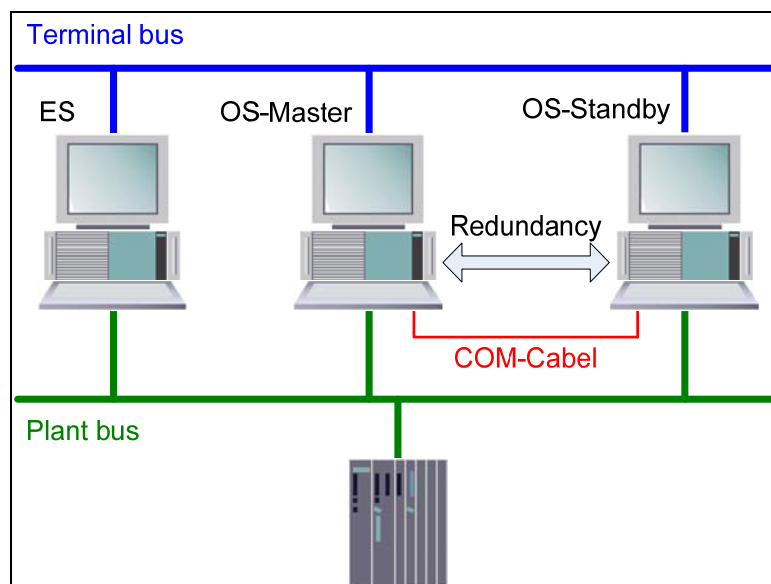 Terminal bus
ES
OS-Master
OS-Standby
Redundancy
COM-Cabel
Plant bus